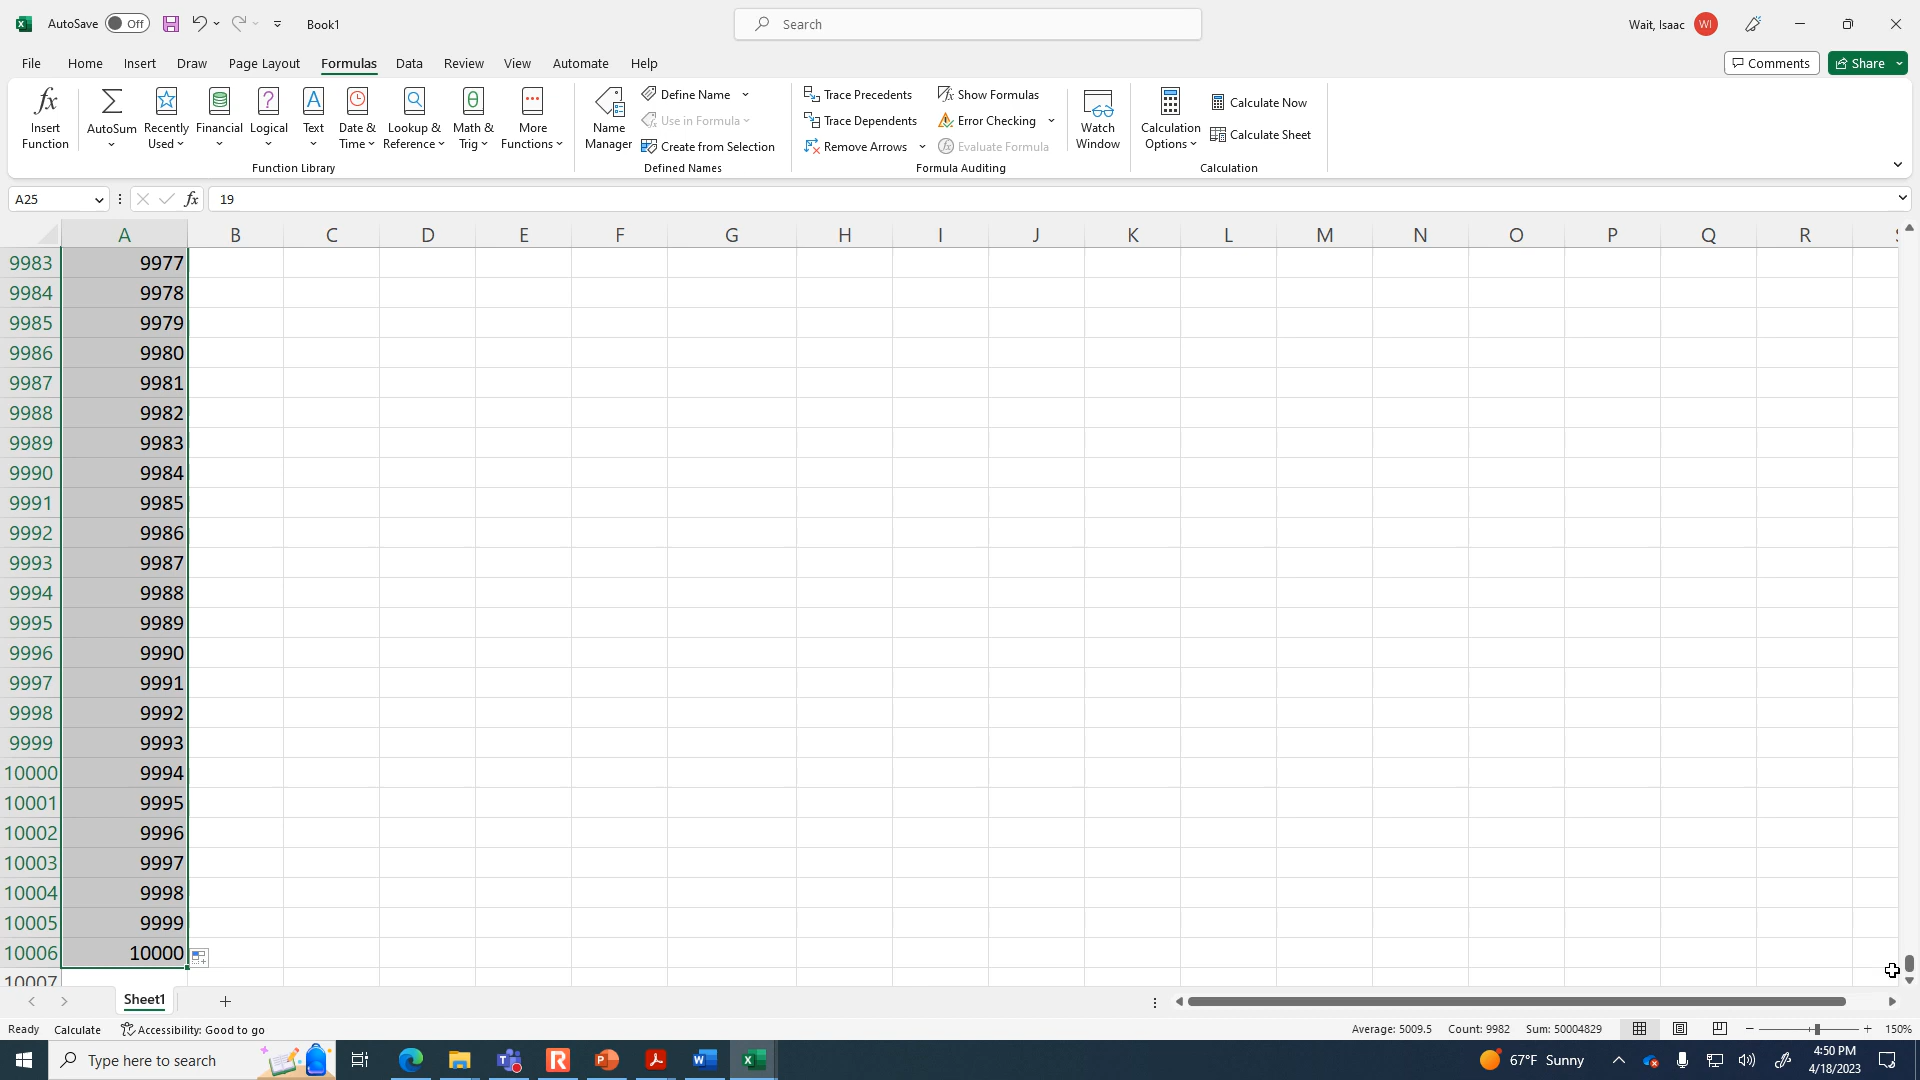 AutoSave Off Book1 Search Wait, Isaac WI
File Home Insert Draw Page Layout Formulas Data Review View Automate Help Comments Share
Insert Function
AutoSum
Recently Used
Financial
Logical
Text
Date & Time
Lookup & Reference
Math & Trig
More Functions
Function Library
Name Manager
Define Name
Use in Formula
Create from Selection
Defined Names
Trace Precedents
Trace Dependents
Remove Arrows
Show Formulas
Error Checking
Evaluate Formula
Formula Auditing
Watch Window
Calculation Options
Calculate Now
Calculate Sheet
Calculation
A25 fx 19
A B C D E F G H I J K L M N O P Q R
9983 9977
9984 9978
9985 9979
9986 9980
9987 9981
9988 9982
9989 9983
9990 9984
9991 9985
9992 9986
9993 9987
9994 9988
9995 9989
9996 9990
9997 9991
9998 9992
9999 9993
10000 9994
10001 9995
10002 9996
10003 9997
10004 9998
10005 9999
10006 10000
10007
Sheet1
Ready Calculate Accessibility: Good to go Average: 5009.5 Count: 9982 Sum: 50004829 150%
Type here to search 67°F Sunny 4:50 PM
4/18/2023